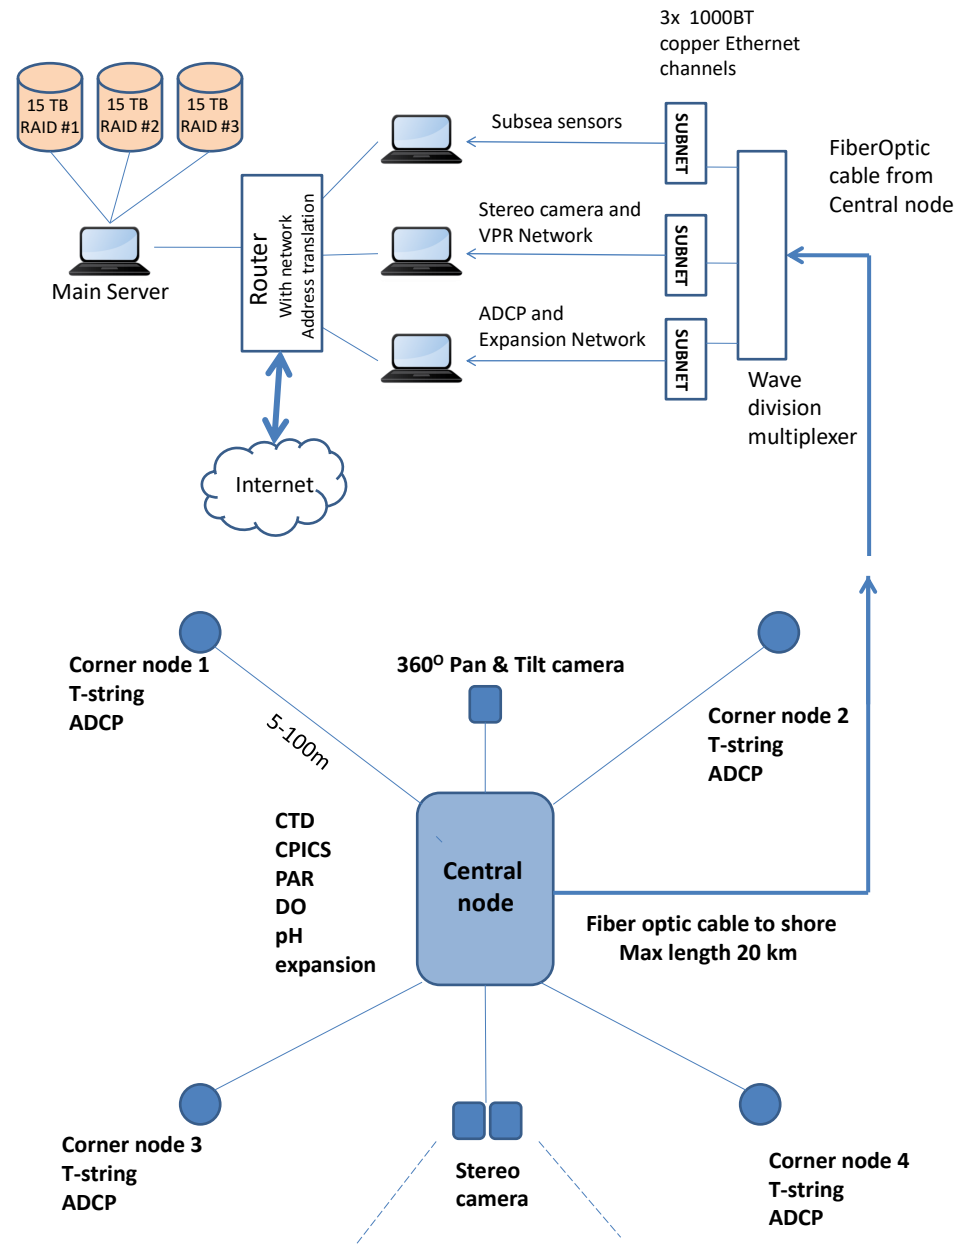 3x 1000BT
copper Ethernet
channels
15 TB
RAID #1
15 TB
RAID #2
15 TB
RAID #3
Subsea sensors
SUBNET
FiberOptic
cable from
Central node
Stereo camera and
VPR Network
SUBNET
Router
With network
Address translation
Main Server
ADCP and
Expansion Network
SUBNET
Wave
division
multiplexer
Internet
Corner node 1
T-string
ADCP
360º Pan & Tilt camera
Corner node 2
T-string
ADCP
5-100m
CTD
CPICS
PAR
DO
pH
expansion
Central
node
Fiber optic cable to shore
Max length 20 km
Corner node 3
T-string
ADCP
Stereo
camera
Corner node 4
T-string
ADCP